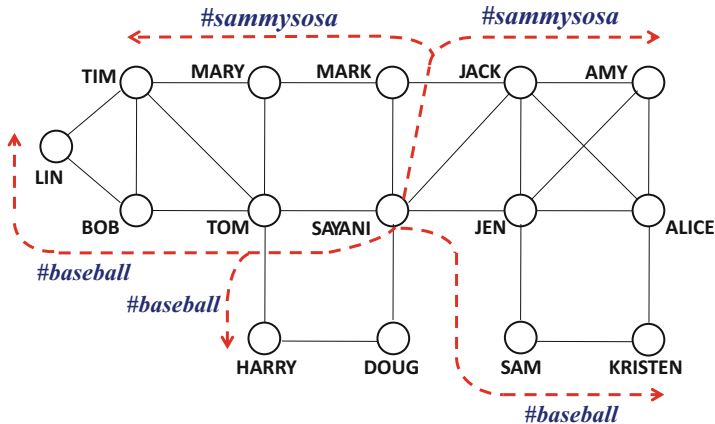 #sammysosa
#sammysosa
TIM
MARY
MARK
JACK
AMY
LIN
BOB
TOM
SAYANI
JEN
ALICE
#baseball
#baseball
HARRY
DOUG
SAM
KRISTEN
#baseball